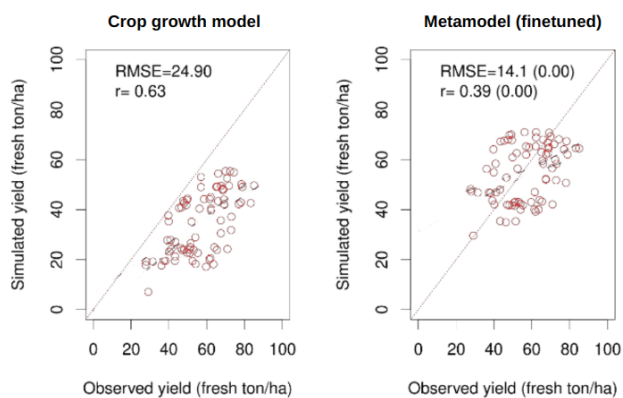 Crop growth model
RMSE=24.90
r= 0.63
Simulated yield (fresh ton/ha)
100
80
60
40
20
0
0 20 40 60 80 100
Observed yield (fresh ton/ha)
Metamodel (finetuned)
RMSE=14.1 (0.00)
r= 0.39 (0.00)
Simulated yield (fresh ton/ha)
100
80
60
40
20
0
0 20 40 60 80 100
Observed yield (fresh ton/ha)